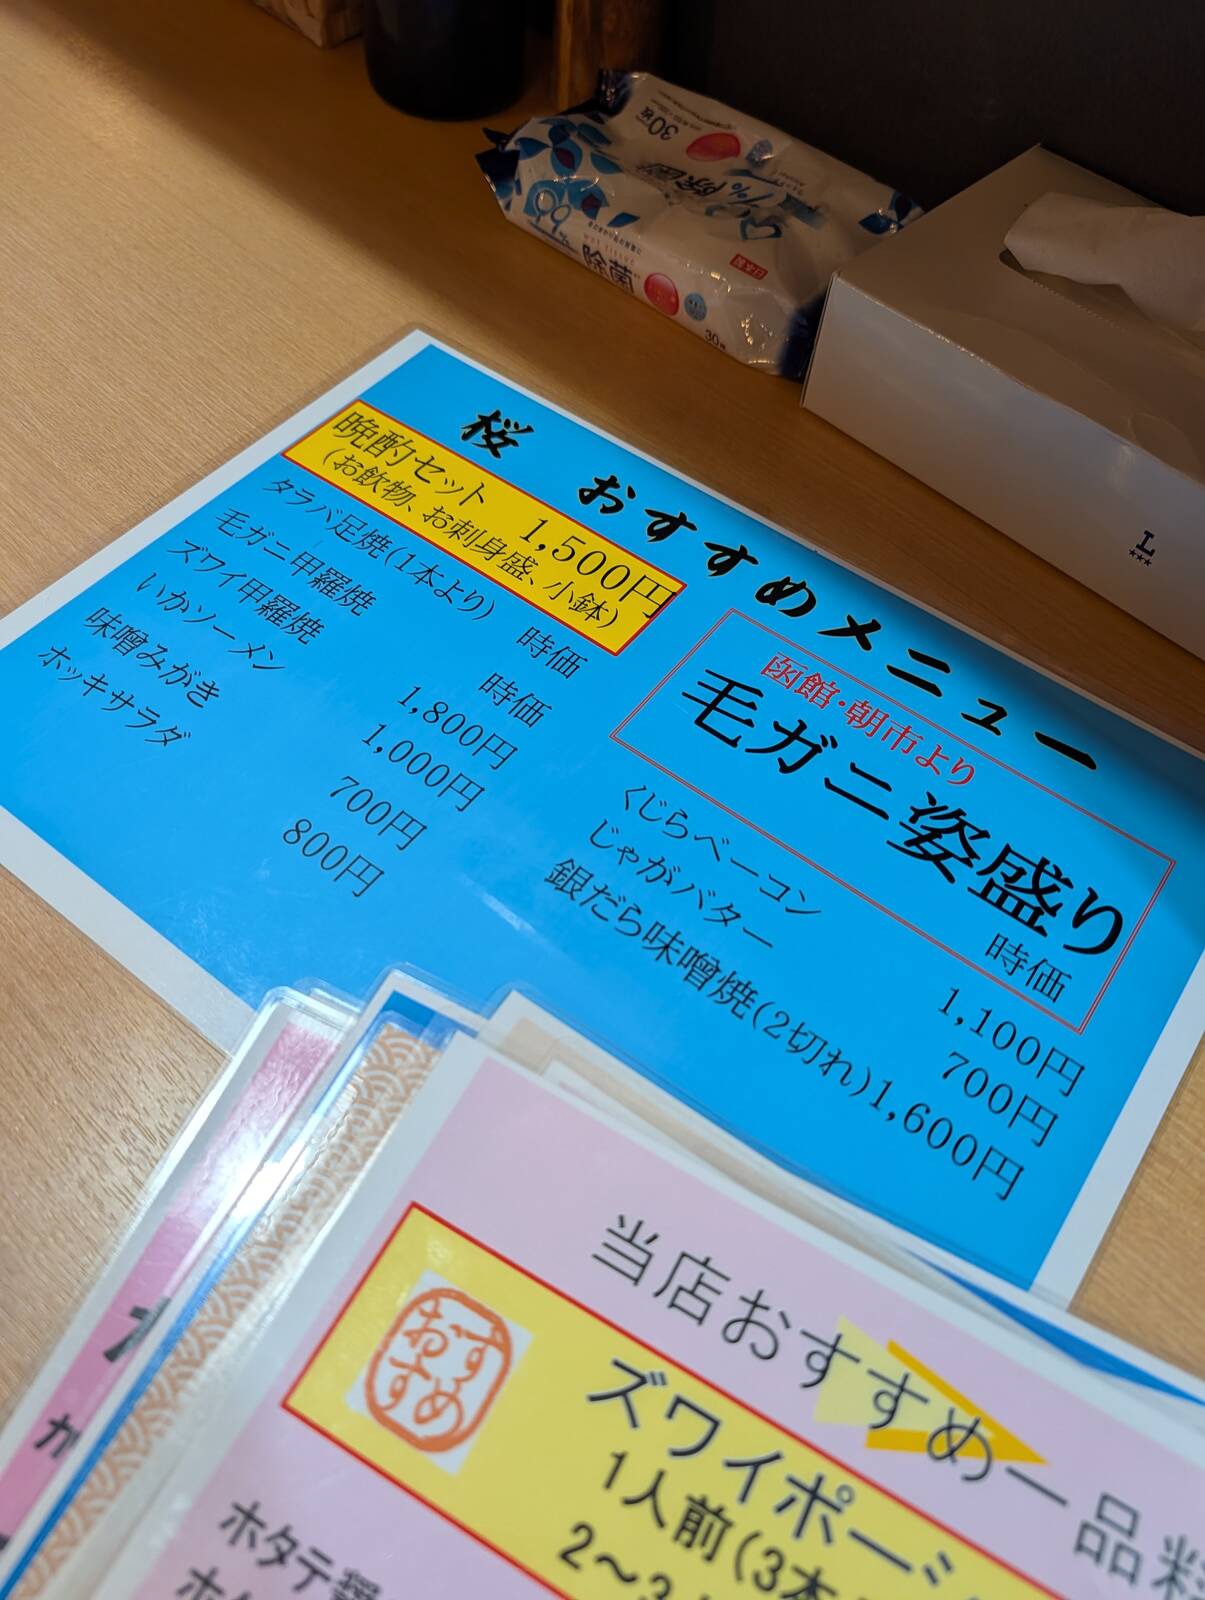 桜 おすすめメニュー
晩酌セット 1,500円
(お飲物、お刺身盛、小鉢)
タラバ足焼(1本より) 時価
毛ガニ甲羅焼 時価
ズワイ甲羅焼 1,800円
いかソーメン 1,000円
味噌みがき 700円
ホッキサラダ 800円
函館・朝市より
毛ガニ姿盛り
時価
くじらベーコン 1,100円
じゃがバター 700円
銀だら味噌焼(2切れ)1,600円
当店おすすめ一品料
おすすめ
ズワイポー
1人前(3本
2〜3
ホタテ
除菌
30枚
30
L